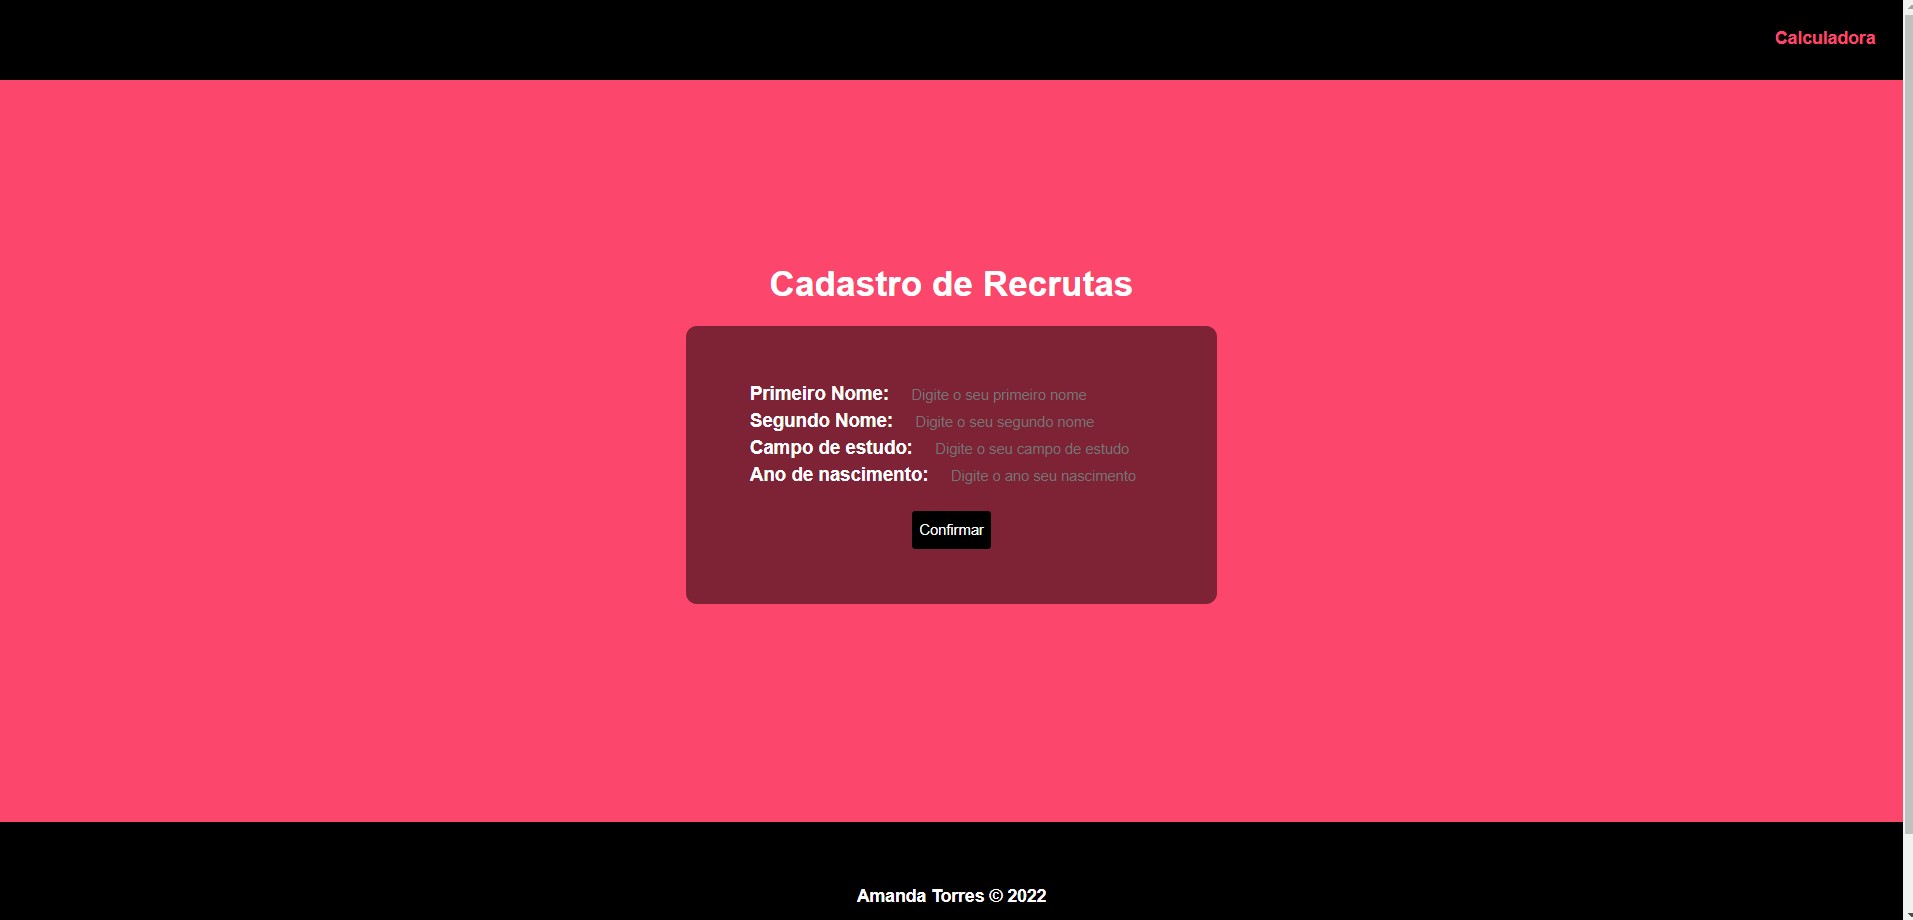 Calculadora
Cadastro de Recrutas
Primeiro Nome: Digite o seu primeiro nome
Segundo Nome: Digite o seu segundo nome
Campo de estudo: Digite o seu campo de estudo
Ano de nascimento: Digite o ano seu nascimento
Confirmar
Amanda Torres © 2022